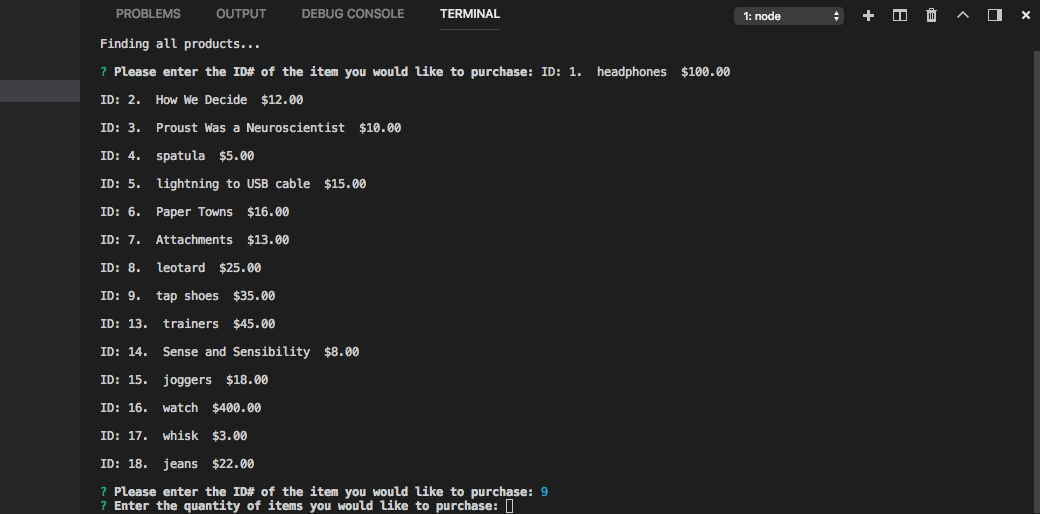 PROBLEMS OUTPUT DEBUG CONSOLE TERMINAL 1: node
Finding all products...
? Please enter the ID# of the item you would like to purchase: ID: 1.  headphones  $100.00
ID: 2.  How We Decide  $12.00
ID: 3.  Proust Was a Neuroscientist  $10.00
ID: 4.  spatula  $5.00
ID: 5.  lightning to USB cable  $15.00
ID: 6.  Paper Towns  $16.00
ID: 7.  Attachments  $13.00
ID: 8.  leotard  $25.00
ID: 9.  tap shoes  $35.00
ID: 13.  trainers  $45.00
ID: 14.  Sense and Sensibility  $8.00
ID: 15.  joggers  $18.00
ID: 16.  watch  $400.00
ID: 17.  whisk  $3.00
ID: 18.  jeans  $22.00
? Please enter the ID# of the item you would like to purchase: 9
? Enter the quantity of items you would like to purchase: